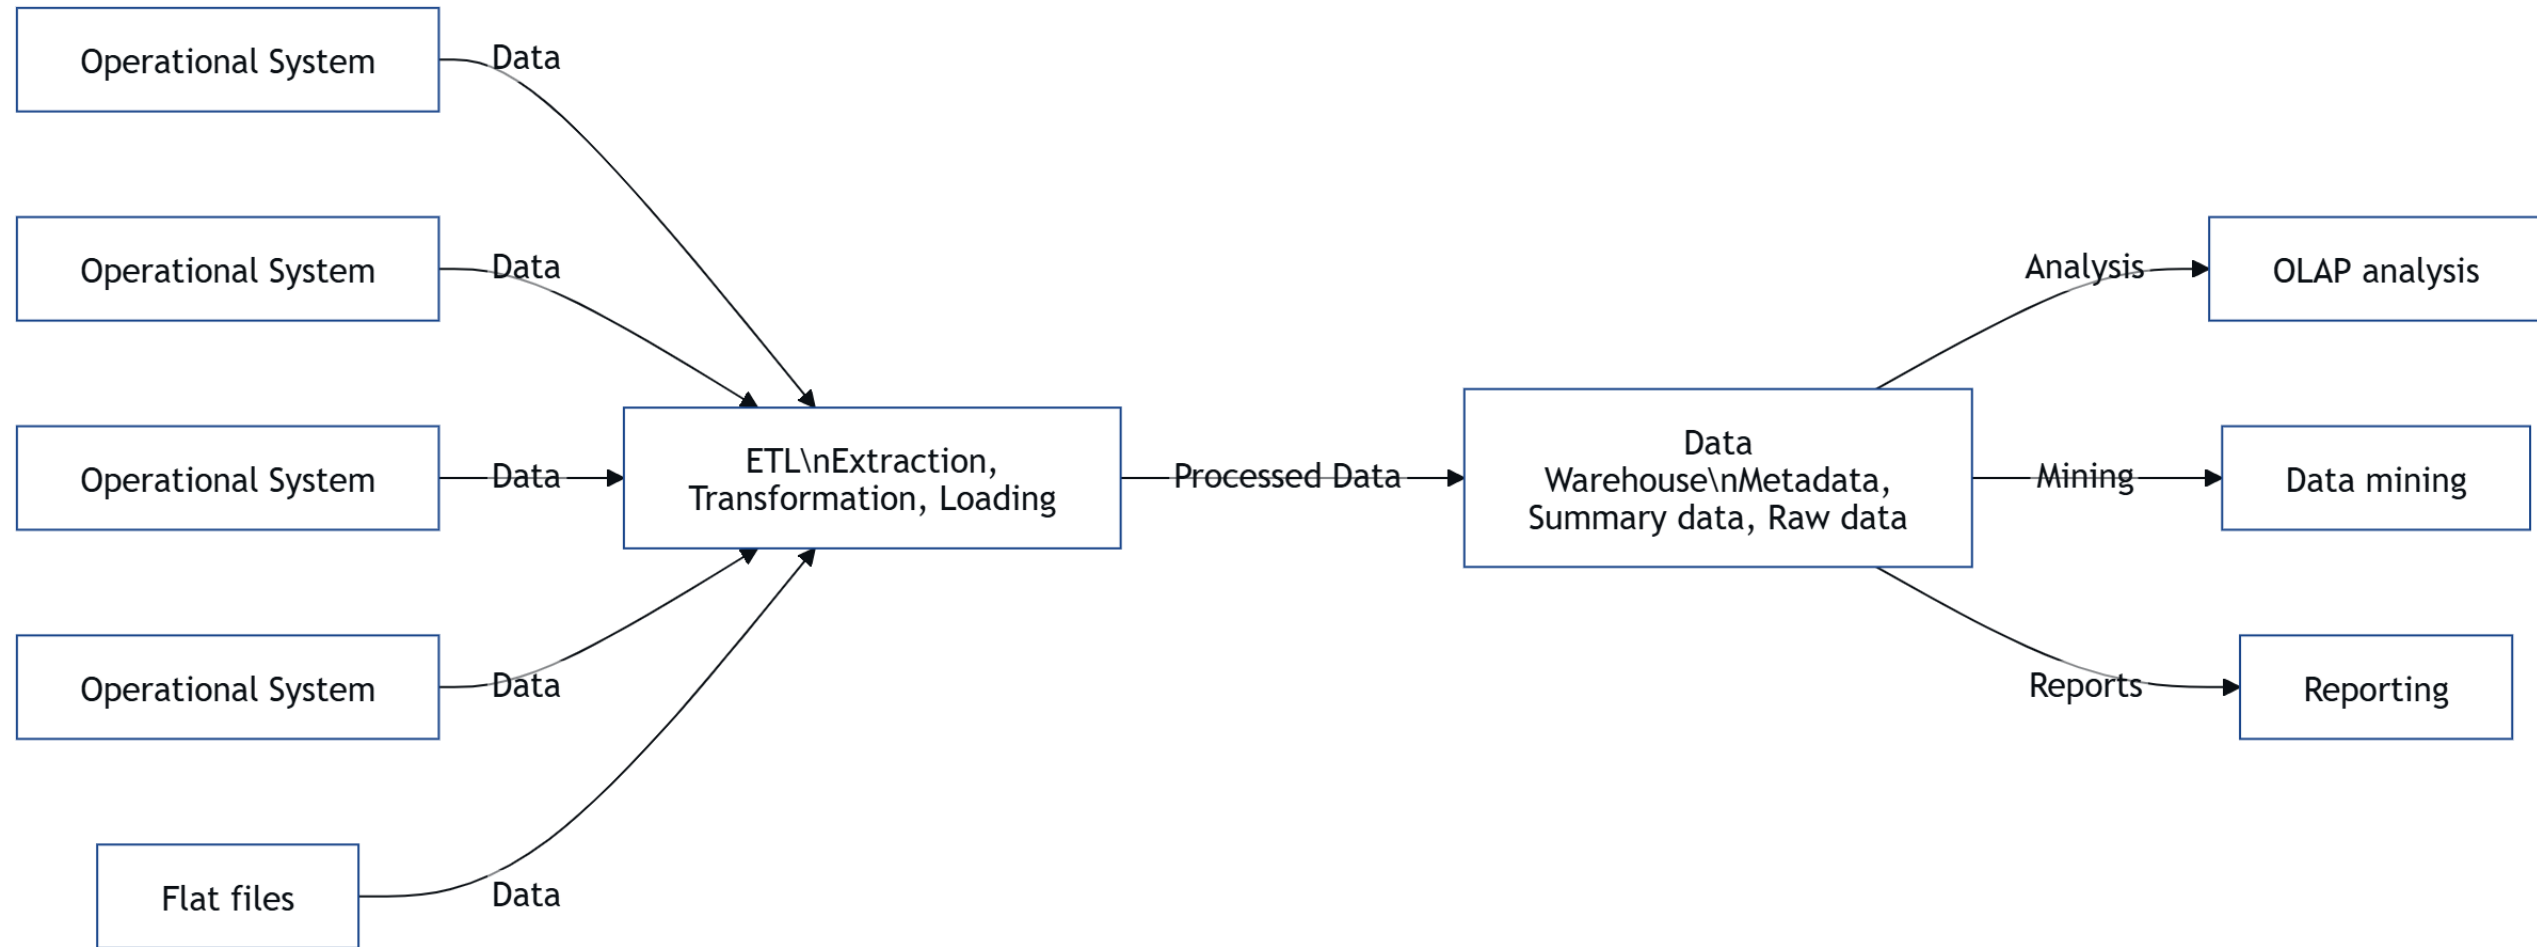 Operational System
Data
Operational System
Data
Operational System
Data
Operational System
Data
Flat files
Data
ETL\nExtraction,
Transformation, Loading
Processed Data
Data
Warehouse\nMetadata,
Summary data, Raw data
Analysis
OLAP analysis
Mining
Data mining
Reports
Reporting